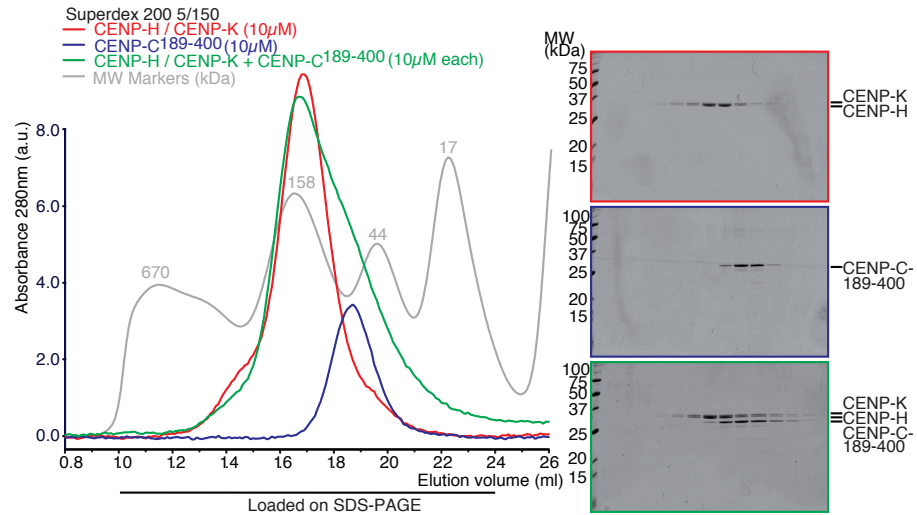 Superdex 200 5/150
CENP-H / CENP-K (10µM)
CENP-C189-400 (10µM)
CENP-H / CENP-K + CENP-C189-400 (10µM each)
MW Markers (kDa)
Absorbance 280nm (a.u.)
8.0
6.0
4.0
2.0
0.0
670
158
44
17
0.8 10 12 14 16 18 20 22 24 26
Elution volume (ml)
Loaded on SDS-PAGE
MW
(kDa)
75
50
37
25
20
15
CENP-K
CENP-H
100
75
50
37
25
20
15
CENP-C-
189-400
100
75
50
37
25
20
15
CENP-K
CENP-H
CENP-C-
189-400